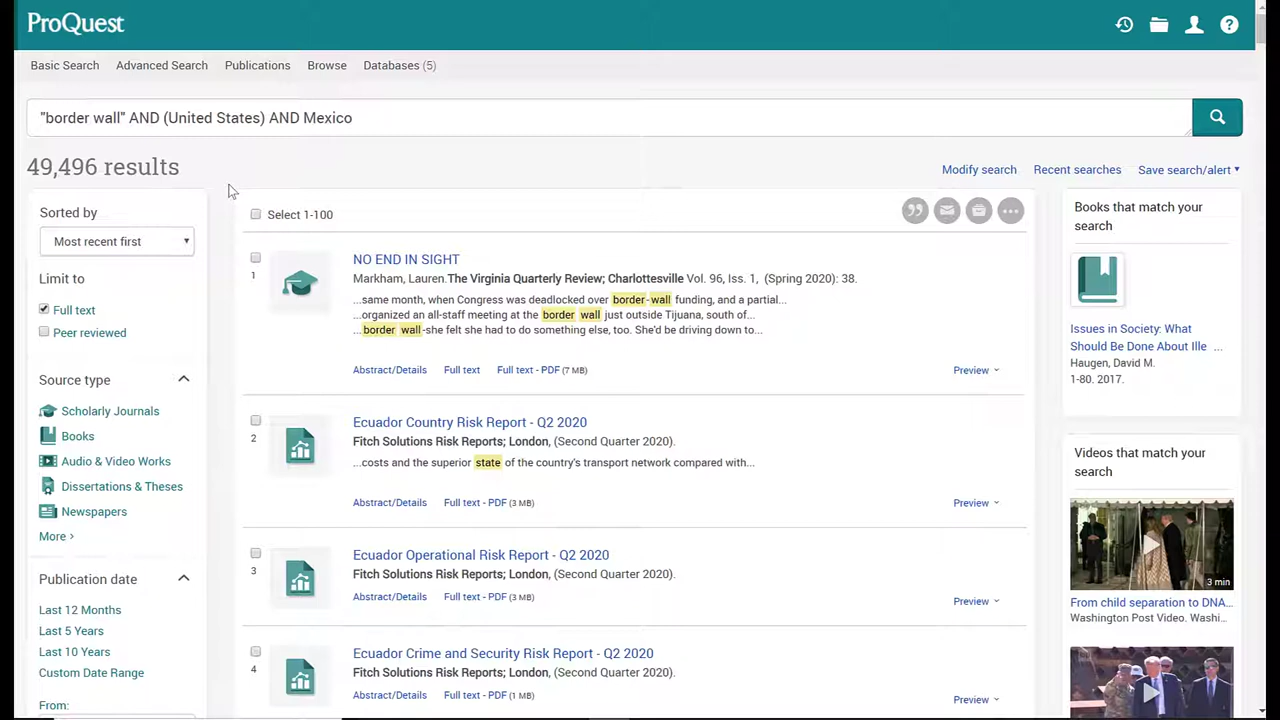 ProQuest
Basic Search Advanced Search Publications Browse Databases (5)
"border wall" AND (United States) AND Mexico
49,496 results
Modify search Recent searches Save search/alert
Sorted by
Most recent first
Limit to
Full text
Peer reviewed
Source type
Scholarly Journals
Books
Audio & Video Works
Dissertations & Theses
Newspapers
More >
Publication date
Last 12 Months
Last 5 Years
Last 10 Years
Custom Date Range
From:
Select 1-100
1
NO END IN SIGHT
Markham, Lauren.The Virginia Quarterly Review; Charlottesville Vol. 96, Iss. 1, (Spring 2020): 38.
...same month, when Congress was deadlocked over border-wall funding, and a partial...
...organized an all-staff meeting at the border wall just outside Tijuana, south of...
...border wall-she felt she had to do something else, too. She'd be driving down to...
Abstract/Details Full text Full text - PDF (7 MB) Preview
2
Ecuador Country Risk Report - Q2 2020
Fitch Solutions Risk Reports; London, (Second Quarter 2020).
...costs and the superior state of the country's transport network compared with...
Abstract/Details Full text - PDF (3 MB) Preview
3
Ecuador Operational Risk Report - Q2 2020
Fitch Solutions Risk Reports; London, (Second Quarter 2020).
Abstract/Details Full text - PDF (3 MB) Preview
4
Ecuador Crime and Security Risk Report - Q2 2020
Fitch Solutions Risk Reports; London, (Second Quarter 2020).
Abstract/Details Full text - PDF (1 MB) Preview
Books that match your
search
Issues in Society: What
Should Be Done About Ille ...
Haugen, David M.
1-80. 2017.
Videos that match your
search
3 min
From child separation to DNA...
Washington Post Video. Washi...